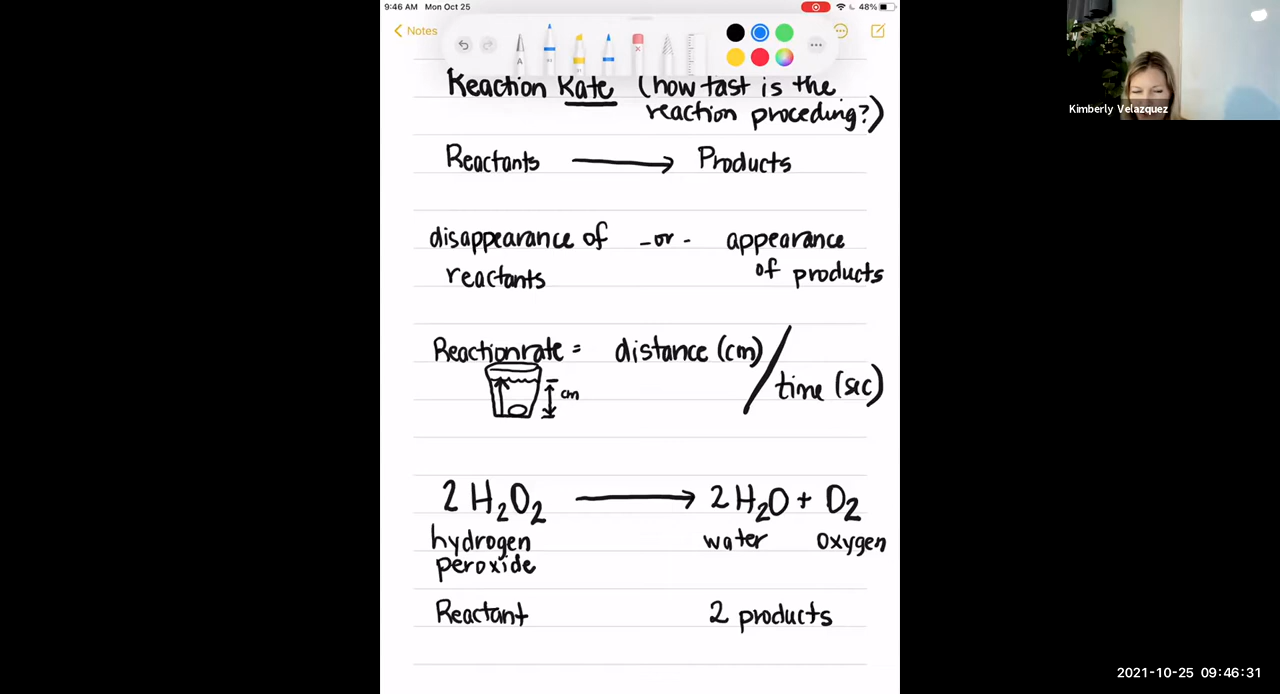 9:46 AM Mon Oct 25
48%
Notes
A
Reaction Rate (how fast is the
reaction proceding?)
Reactants → Products
disappearance of -or- appearance
reactants of products
Reaction rate = distance (cm) /
time (sec)
cm
2 H₂O₂ → 2 H₂O + O₂
hydrogen water oxygen
peroxide
Reactant 2 products
Kimberly Velazquez
2021-10-25 09:46:31